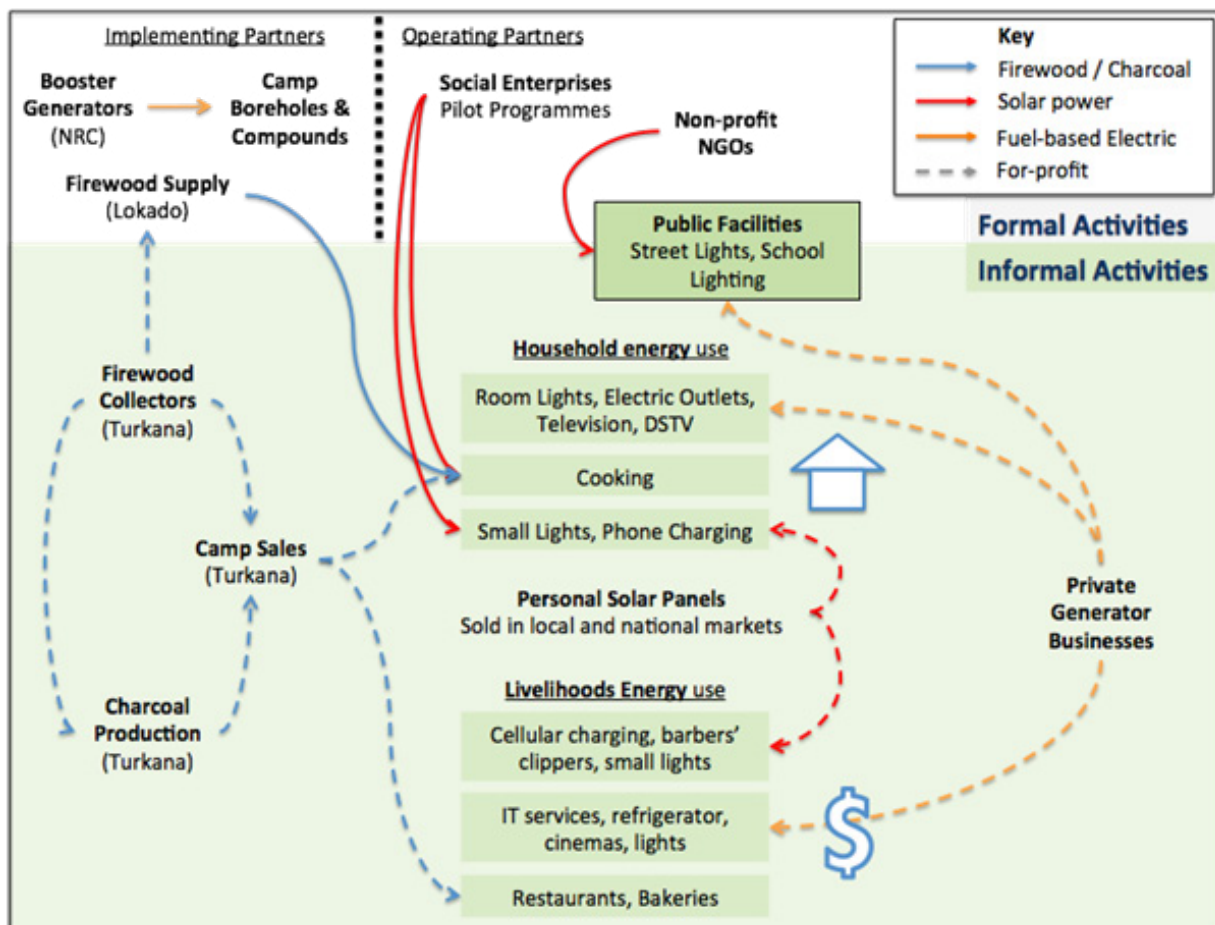 Implementing Partners
Operating Partners
Booster
Generators
(NRC)
Camp
Boreholes &
Compounds
Social Enterprises
Pilot Programmes
Non-profit
NGOs
Key
Firewood / Charcoal
Solar power
Fuel-based Electric
For-profit
Firewood Supply
(Lokado)
Public Facilities
Street Lights, School
Lighting
Formal Activities
Informal Activities
Household energy use
Firewood
Collectors
(Turkana)
Room Lights, Electric Outlets,
Television, DSTV
Cooking
Small Lights, Phone Charging
Camp Sales
(Turkana)
Personal Solar Panels
Sold in local and national markets
Private
Generator
Businesses
Livelihoods Energy use
Charcoal
Production
(Turkana)
Cellular charging, barbers’
clippers, small lights
IT services, refrigerator,
cinemas, lights
$
Restaurants, Bakeries